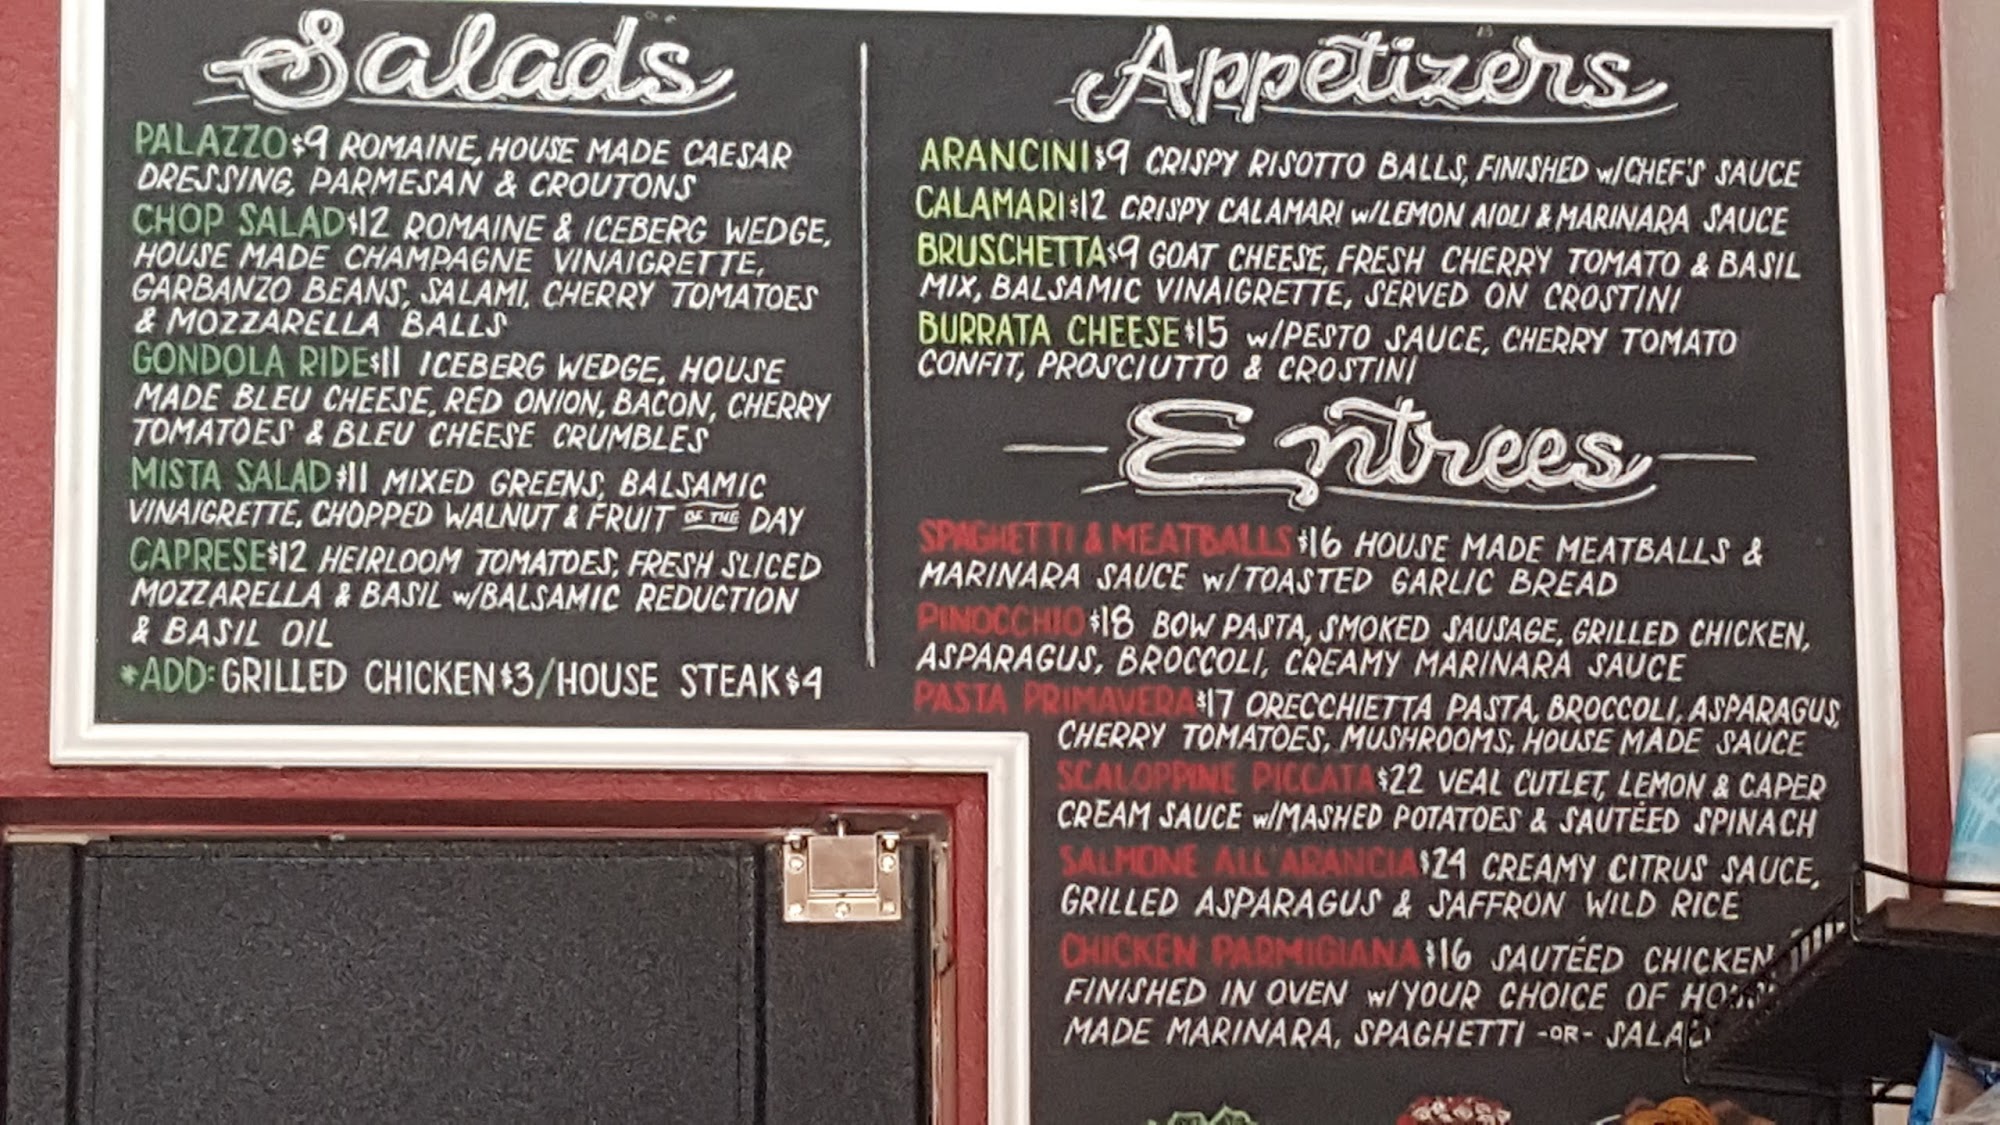 Salads
PALAZZO $9 ROMAINE, HOUSE MADE CAESAR
DRESSING, PARMESAN & CROUTONS
CHOP SALAD $12 ROMAINE & ICEBERG WEDGE,
HOUSE MADE CHAMPAGNE VINAIGRETTE,
GARBANZO BEANS, SALAMI, CHERRY TOMATOES
& MOZZARELLA BALLS
GONDOLA RIDE $11 ICEBERG WEDGE, HOUSE
MADE BLEU CHEESE, RED ONION, BACON, CHERRY
TOMATOES & BLEU CHEESE CRUMBLES
MISTA SALAD $11 MIXED GREENS, BALSAMIC
VINAIGRETTE, CHOPPED WALNUT & FRUIT OF THE DAY
CAPRESE $12 HEIRLOOM TOMATOES, FRESH SLICED
MOZZARELLA & BASIL w/BALSAMIC REDUCTION
& BASIL OIL
*ADD: GRILLED CHICKEN $3/HOUSE STEAK $4
Appetizers
ARANCINI $9 CRISPY RISOTTO BALLS, FINISHED w/CHEF'S SAUCE
CALAMARI $12 CRISPY CALAMARI w/LEMON AIOLI & MARINARA SAUCE
BRUSCHETTA $9 GOAT CHEESE, FRESH CHERRY TOMATO & BASIL
MIX, BALSAMIC VINAIGRETTE, SERVED ON CROSTINI
BURRATA CHEESE $15 w/PESTO SAUCE, CHERRY TOMATO
CONFIT, PROSCIUTTO & CROSTINI
Entrees
SPAGHETTI & MEATBALLS $16 HOUSE MADE MEATBALLS &
MARINARA SAUCE w/TOASTED GARLIC BREAD
PINOCCHIO $18 BOW PASTA, SMOKED SAUSAGE, GRILLED CHICKEN,
ASPARAGUS, BROCCOLI, CREAMY MARINARA SAUCE
PASTA PRIMAVERA $17 ORECCHIETTA PASTA, BROCCOLI, ASPARAGUS,
CHERRY TOMATOES, MUSHROOMS, HOUSE MADE SAUCE
SCALOPPINE PICCATA $22 VEAL CUTLET, LEMON & CAPER
CREAM SAUCE w/MASHED POTATOES & SAUTÉED SPINACH
SALMONE ALL'ARANCIA $24 CREAMY CITRUS SAUCE,
GRILLED ASPARAGUS & SAFFRON WILD RICE
CHICKEN PARMIGIANA $16 SAUTÉED CHICKEN
FINISHED IN OVEN w/YOUR CHOICE OF
MADE MARINARA, SPAGHETTI -OR- SALAD